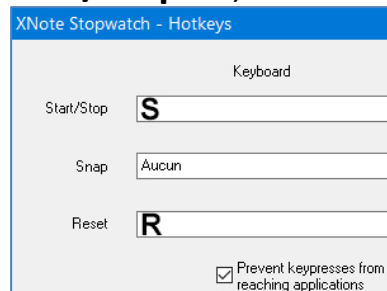 XNote Stopwatch - Hotkeys
Keyboard
Start/Stop S
Snap Aucun
Reset R
Prevent keypresses from
reaching applications